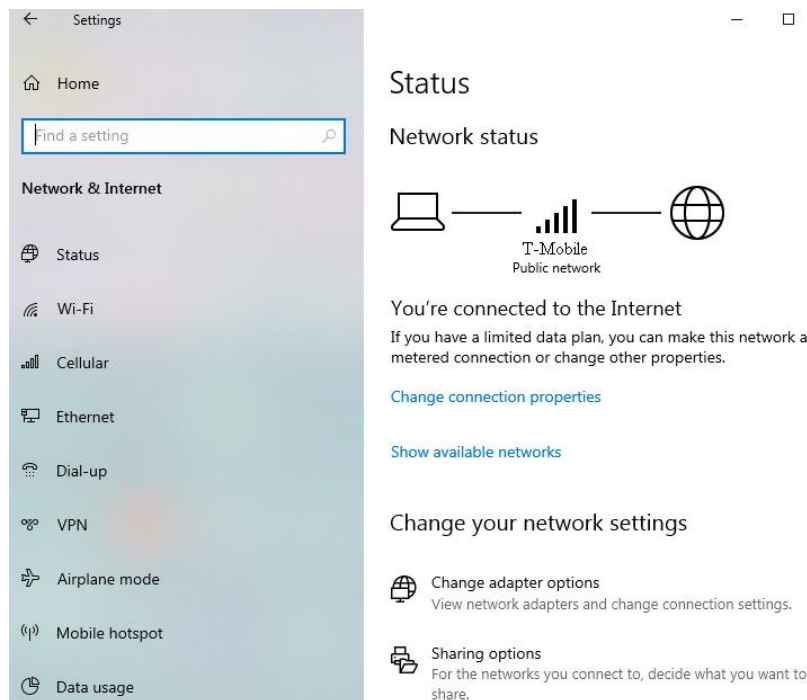 Settings
Home
Find a setting
Network & Internet
Status
Wi-Fi
Cellular
Ethernet
Dial-up
VPN
Airplane mode
Mobile hotspot
Data usage
Status
Network status
T-Mobile
Public network
You're connected to the Internet
If you have a limited data plan, you can make this network a
metered connection or change other properties.
Change connection properties
Show available networks
Change your network settings
Change adapter options
View network adapters and change connection settings.
Sharing options
For the networks you connect to, decide what you want to
share.